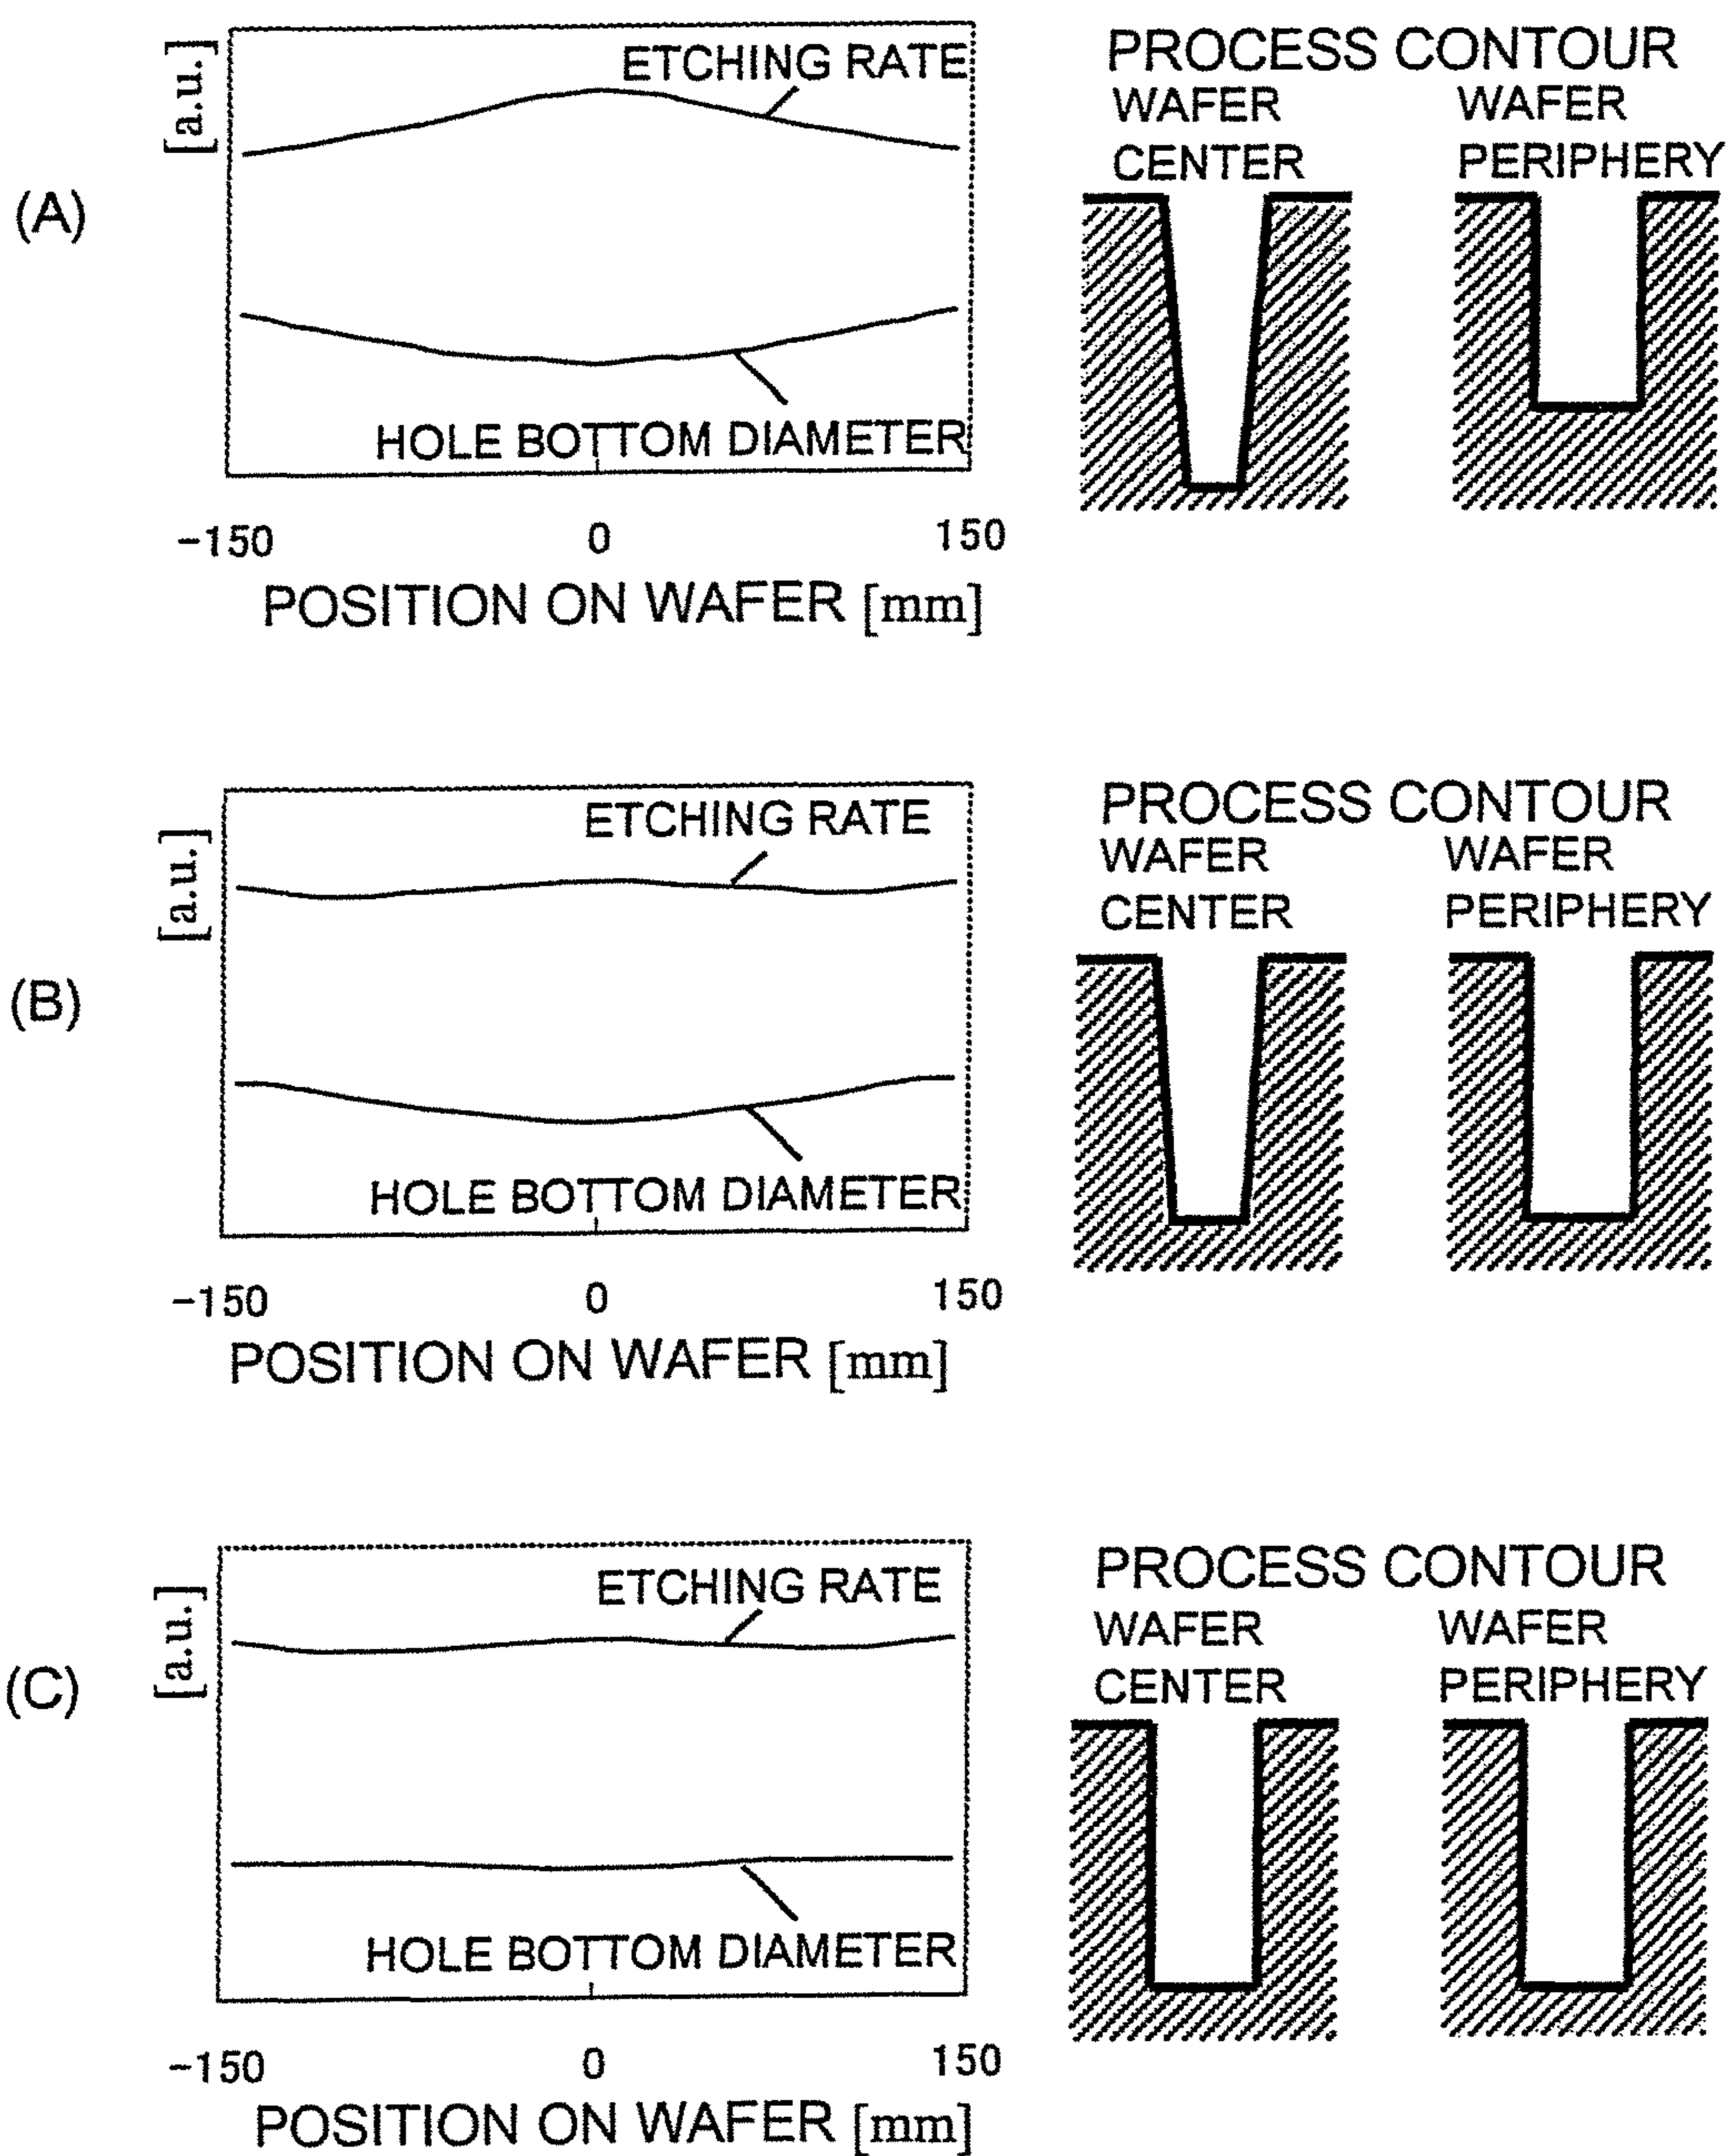 (A)
[a.u.]
ETCHING RATE
HOLE BOTTOM DIAMETER
-150 0 150
POSITION ON WAFER [mm]
PROCESS CONTOUR
WAFER CENTER
WAFER PERIPHERY
(B)
[a.u.]
ETCHING RATE
HOLE BOTTOM DIAMETER
-150 0 150
POSITION ON WAFER [mm]
PROCESS CONTOUR
WAFER CENTER
WAFER PERIPHERY
(C)
[a.u.]
ETCHING RATE
HOLE BOTTOM DIAMETER
-150 0 150
POSITION ON WAFER [mm]
PROCESS CONTOUR
WAFER CENTER
WAFER PERIPHERY